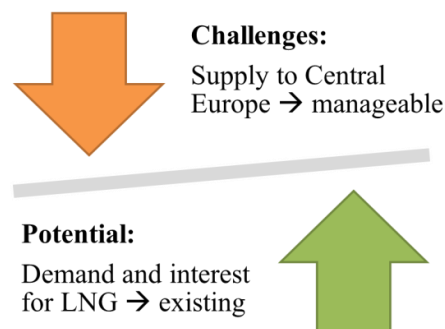 Challenges:
Supply to Central
Europe → manageable
Potential:
Demand and interest
for LNG → existing